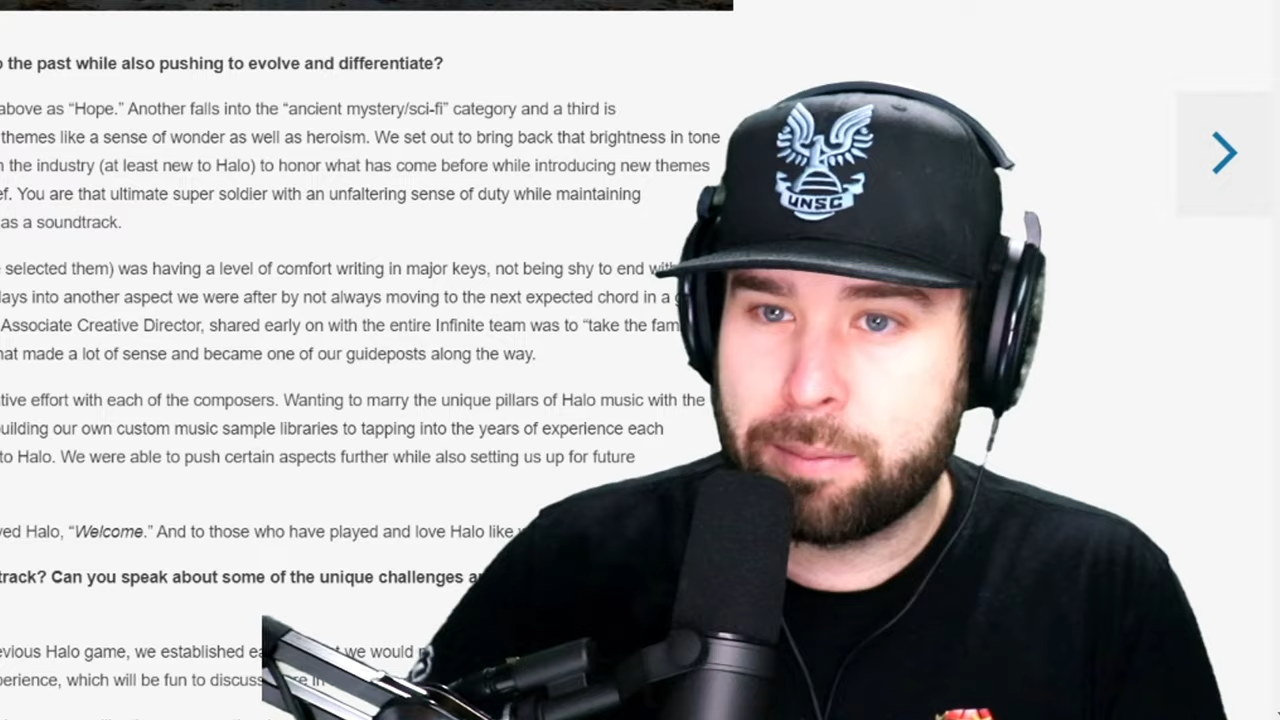 o the past while also pushing to evolve and differentiate?
above as “Hope.” Another falls into the “ancient mystery/sci-fi” category and a third is
themes like a sense of wonder as well as heroism. We set out to bring back that brightness in tone
n the industry (at least new to Halo) to honor what has come before while introducing new themes
ef. You are that ultimate super soldier with an unfaltering sense of duty while maintaining
as a soundtrack.
selected them) was having a level of comfort writing in major keys, not being shy to end with
lays into another aspect we were after by not always moving to the next expected chord in a
Associate Creative Director, shared early on with the entire Infinite team was to “take the fam
hat made a lot of sense and became one of our guideposts along the way.
tive effort with each of the composers. Wanting to marry the unique pillars of Halo music with the
building our own custom music sample libraries to tapping into the years of experience each
to Halo. We were able to push certain aspects further while also setting us up for future
yed Halo, “Welcome.” And to those who have played and love Halo like
track? Can you speak about some of the unique challenges a
evious Halo game, we established ea
t we would
perience, which will be fun to discuss
UNSC